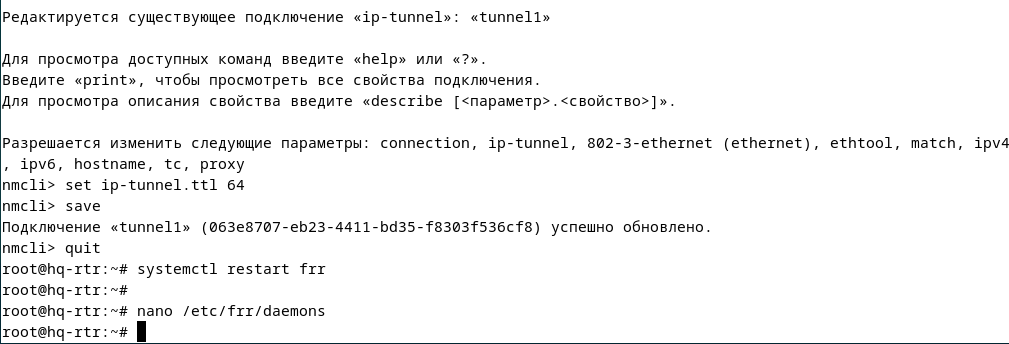 Редактируется существующее подключение «ip-tunnel»: «tunnel1»
Для просмотра доступных команд введите «help» или «?».
Введите «print», чтобы просмотреть все свойства подключения.
Для просмотра описания свойства введите «describe [<параметр>.<свойство>]».
Разрешается изменить следующие параметры: connection, ip-tunnel, 802-3-ethernet (ethernet), ethtool, match, ipv4
, ipv6, hostname, tc, proxy
nmcli> set ip-tunnel.ttl 64
nmcli> save
Подключение «tunnel1» (063e8707-eb23-4411-bd35-f8303f536cf8) успешно обновлено.
nmcli> quit
root@hq-rtr:~# systemctl restart frr
root@hq-rtr:~#
root@hq-rtr:~# nano /etc/frr/daemons
root@hq-rtr:~#